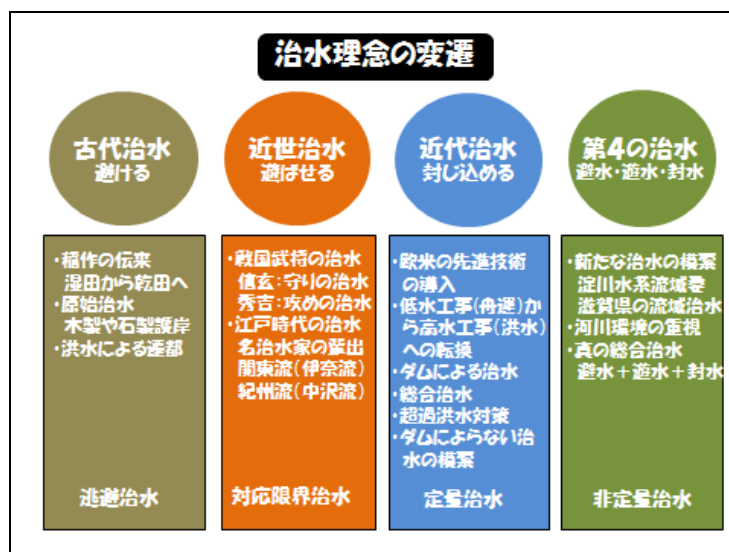 治水理念の変遷
古代治水
避ける
近世治水
遊ばせる
近代治水
封じ込める
第4の治水
避水・遊水・封水
・稲作の伝来
湿田から乾田へ
・原始治水
木製や石製護岸
・洪水による遷都
逃避治水
・戦国武将の治水
信玄:守りの治水
秀吉:攻めの治水
・江戸時代の治水
名治水家の輩出
関東流(伊奈流)
紀州流(中沢流)
対応限界治水
・欧米の先進技術
の導入
・低水工事(舟運)か
ら高水工事(洪水)
への転換
・ダムによる治水
・総合治水
・超過洪水対策
・ダムによらない治
水の模索
定量治水
・新たな治水の模索
淀川水系流域委
滋賀県の流域治水
・河川環境の重視
・真の総合治水
避水+遊水+封水
非定量治水